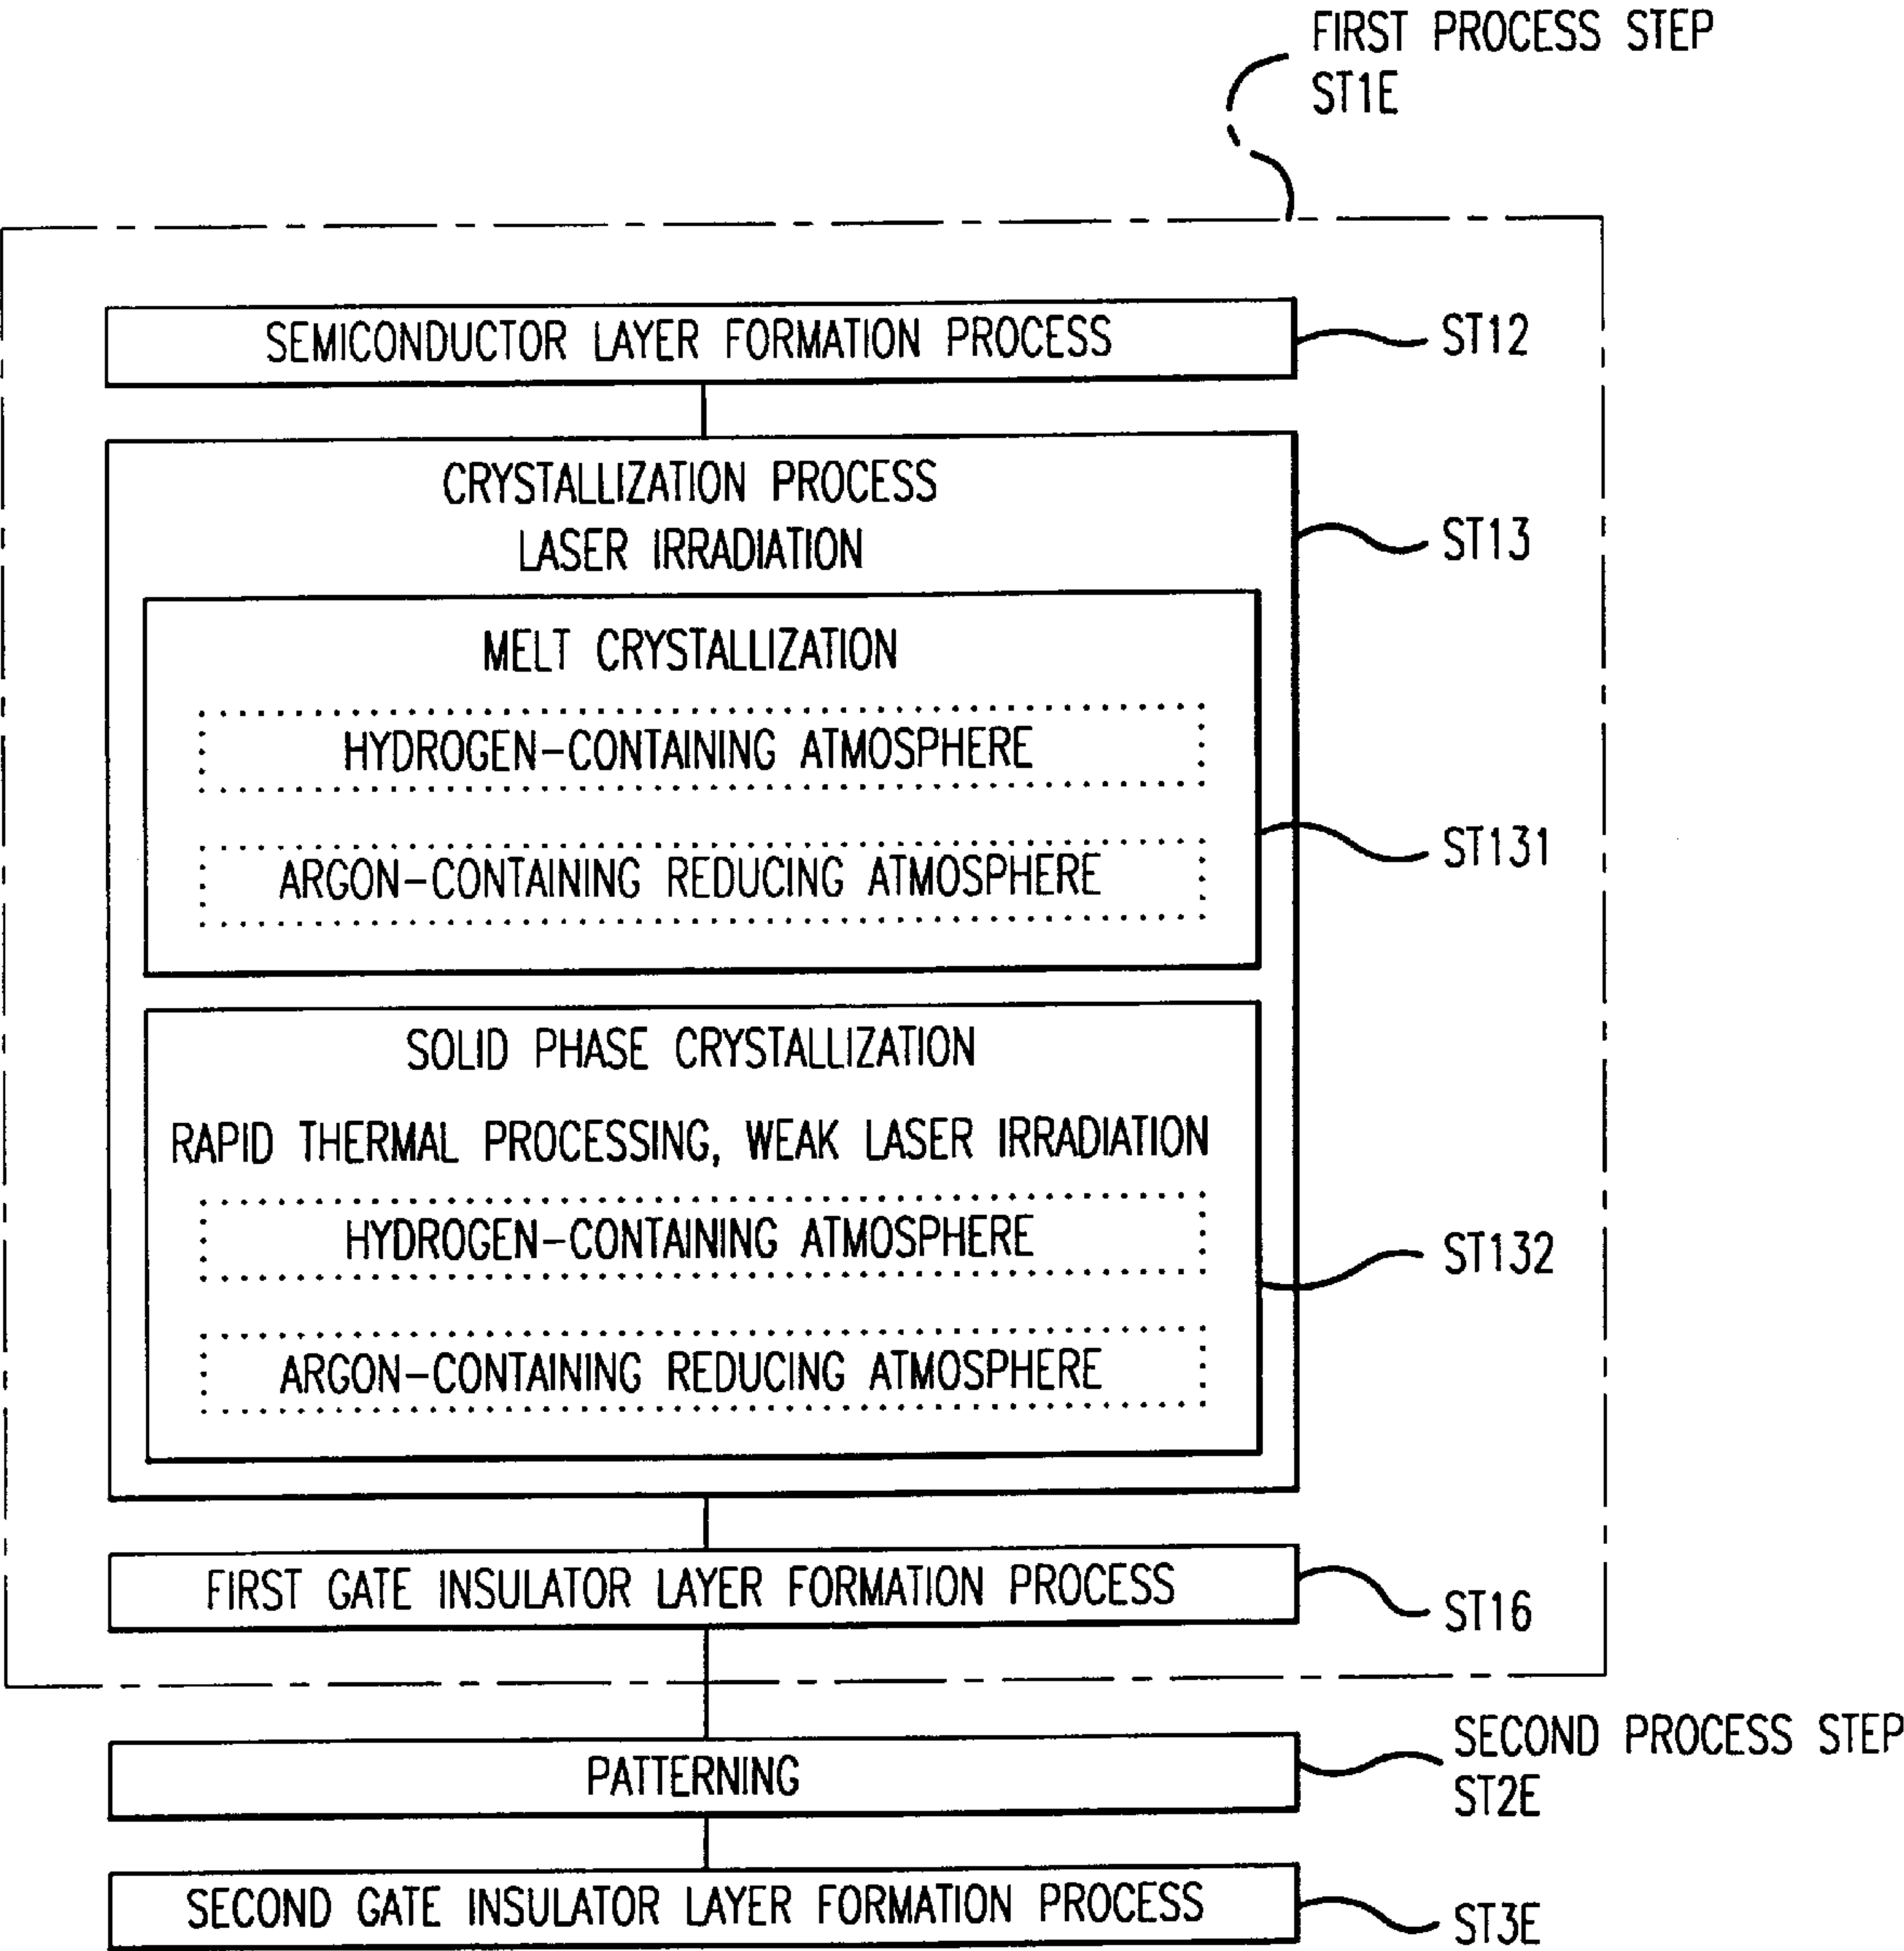 FIRST PROCESS STEP
ST1E
SEMICONDUCTOR LAYER FORMATION PROCESS
ST12
CRYSTALLIZATION PROCESS
LASER IRRADIATION
ST13
MELT CRYSTALLIZATION
HYDROGEN-CONTAINING ATMOSPHERE
ARGON-CONTAINING REDUCING ATMOSPHERE
ST131
SOLID PHASE CRYSTALLIZATION
RAPID THERMAL PROCESSING, WEAK LASER IRRADIATION
HYDROGEN-CONTAINING ATMOSPHERE
ST132
ARGON-CONTAINING REDUCING ATMOSPHERE
FIRST GATE INSULATOR LAYER FORMATION PROCESS
ST16
PATTERNING
SECOND PROCESS STEP
ST2E
SECOND GATE INSULATOR LAYER FORMATION PROCESS
ST3E